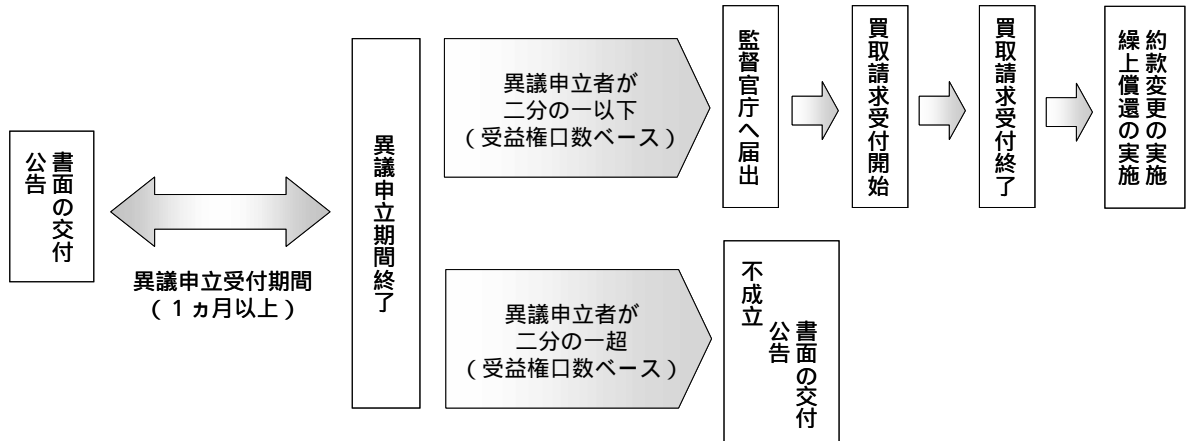 書面の交付
公告
異議申立受付期間
（１ヵ月以上）
異議申立期間終了
異議申立者が
二分の一以下
（受益権口数ベース）
監督官庁へ届出
買取請求受付開始
買取請求受付終了
約款変更の実施
繰上償還の実施
異議申立者が
二分の一超
（受益権口数ベース）
不成立
書面の交付
公告